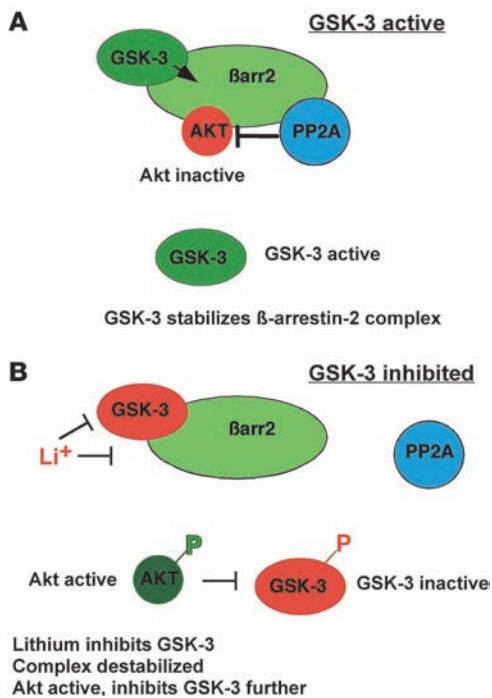 A
GSK-3 active
GSK-3
ßarr2
AKT
PP2A
Akt inactive
GSK-3
GSK-3 active
GSK-3 stabilizes ß-arrestin-2 complex
B
GSK-3 inhibited
GSK-3
ßarr2
Li+
PP2A
P
P
Akt active
AKT
GSK-3
GSK-3 inactive
Lithium inhibits GSK-3
Complex destabilized
Akt active, inhibits GSK-3 further